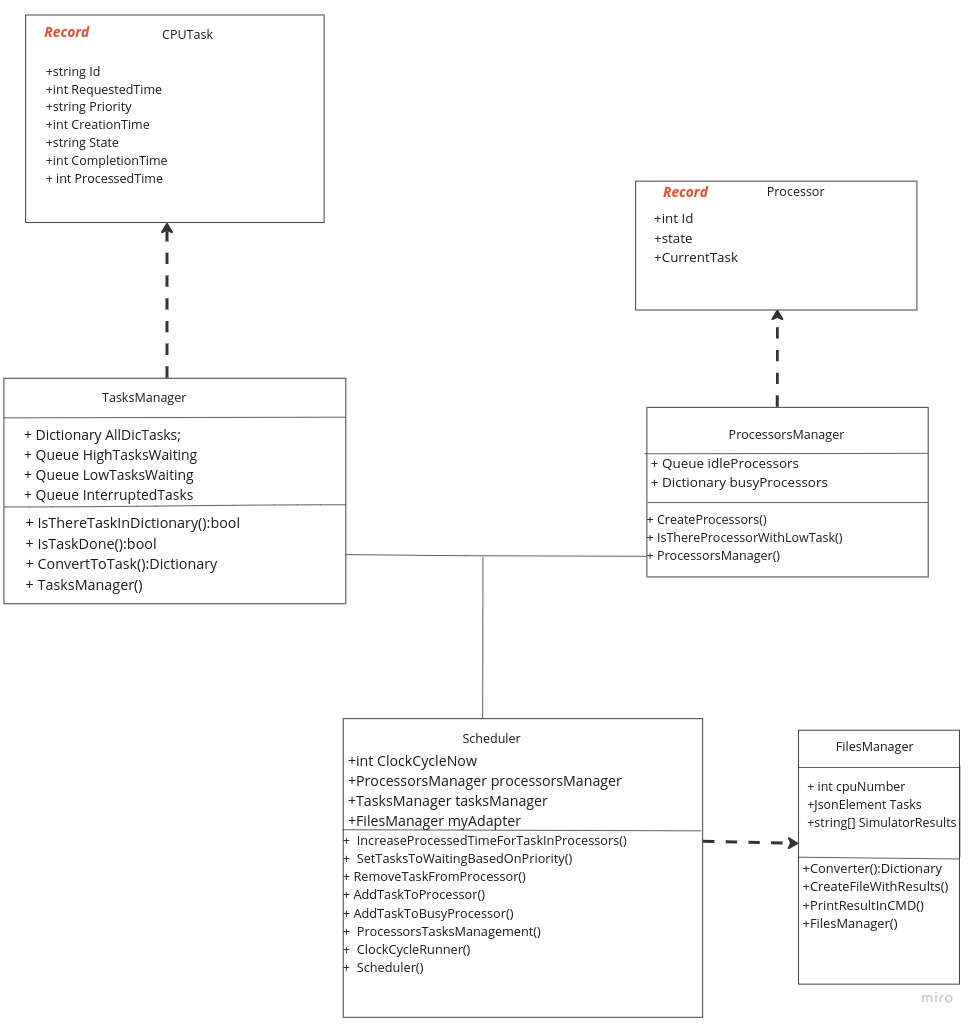 Record CPUTask
+string Id
+int RequestedTime
+string Priority
+int CreationTime
+string State
+int CompletionTime
+ int ProcessedTime
Record Processor
+int Id
+state
+CurrentTask
TasksManager
+ Dictionary AllDicTasks;
+ Queue HighTasksWaiting
+ Queue LowTasksWaiting
+ Queue InterruptedTasks
+ IsThereTaskInDictionary():bool
+ IsTaskDone():bool
+ ConvertToTask():Dictionary
+ TasksManager()
ProcessorsManager
+ Queue idleProcessors
+ Dictionary busyProcessors
+ CreateProcessors()
+ IsThereProcessorWithLowTask()
+ ProcessorsManager()
Scheduler
+int ClockCycleNow
+ProcessorsManager processorsManager
+TasksManager tasksManager
+FilesManager myAdapter
+ IncreaseProcessedTimeForTaskInProcessors()
+ SetTasksToWaitingBasedOnPriority()
+ RemoveTaskFromProcessor()
+ AddTaskToProcessor()
+ AddTaskToBusyProcessor()
+ ProcessorsTasksManagement()
+ ClockCycleRunner()
+ Scheduler()
FilesManager
+ int cpuNumber
+JsonElement Tasks
+string[] SimulatorResults
+Converter():Dictionary
+CreateFileWithResults()
+PrintResultInCMD()
+FilesManager()
miro